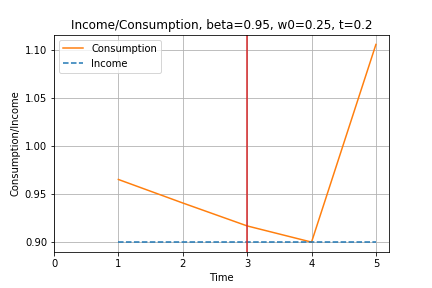 Income/Consumption, beta=0.95, w0=0.25, t=0.2
Consumption
Income
Consumption/Income
1.10
1.05
1.00
0.95
0.90
0 1 2 3 4 5
Time